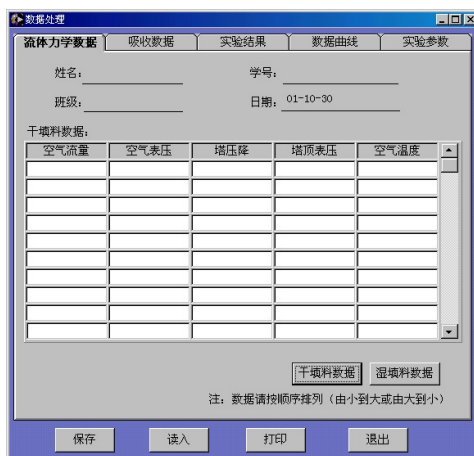 数据处理
流体力学数据 吸收数据 实验结果 数据曲线 实验参数
姓名： 学号：
班级： 日期： 01-10-30
干填料数据：
空气流量 空气表压 塔压降 塔顶表压 空气温度
干填料数据 湿填料数据
注：数据请按顺序排列（由小到大或由大到小）
保存 读入 打印 退出